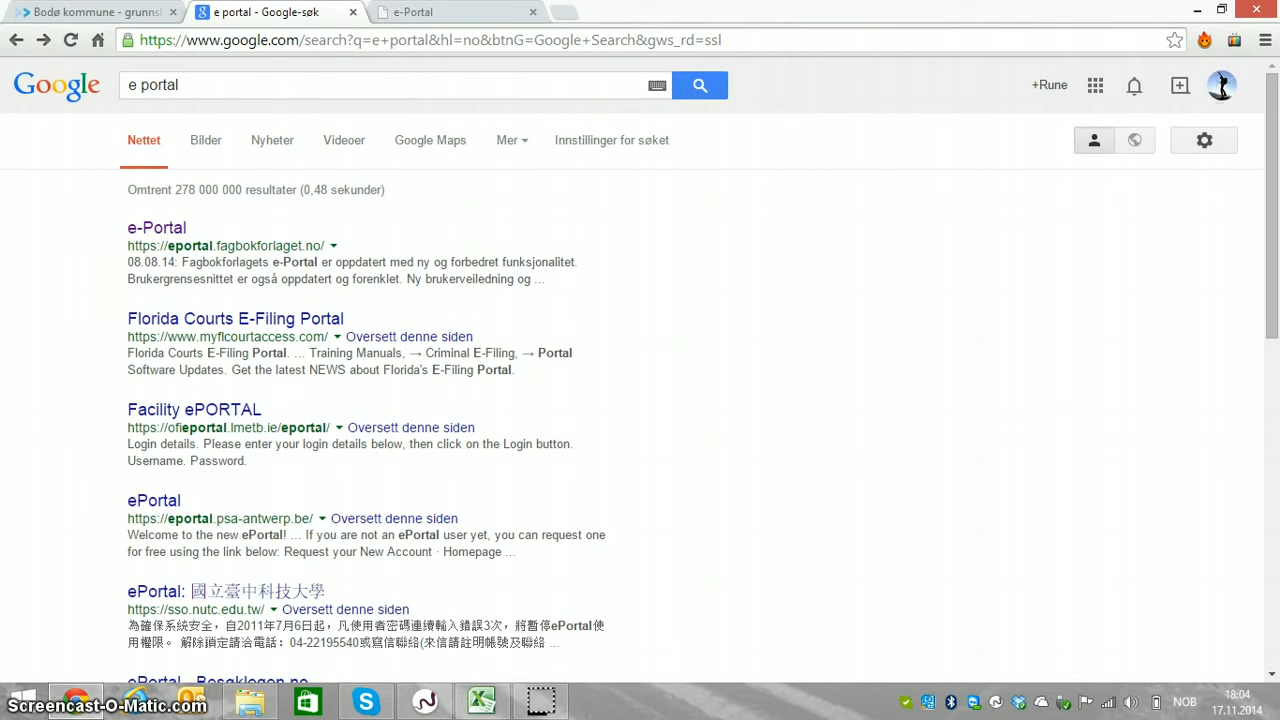 Bodø kommune - grunnsk
e portal - Google-søk
e-Portal
https://www.google.com/search?q=e+portal&hl=no&btnG=Google+Search&gws_rd=ssl
Google
e portal
+Rune
Nettet Bilder Nyheter Videoer Google Maps Mer Innstillinger for søket
Omtrent 278 000 000 resultater (0,48 sekunder)
e-Portal
https://eportal.fagbokforlaget.no/
08.08.14: Fagbokforlagets e-Portal er oppdatert med ny og forbedret funksjonalitet.
Brukergrensesnittet er også oppdatert og forenklet. Ny brukerveiledning og ...
Florida Courts E-Filing Portal
https://www.myflcourtaccess.com/ Oversett denne siden
Florida Courts E-Filing Portal. ... Training Manuals, → Criminal E-Filing, → Portal
Software Updates. Get the latest NEWS about Florida's E-Filing Portal.
Facility ePORTAL
https://ofieportal.lmetb.ie/eportal/ Oversett denne siden
Login details. Please enter your login details below, then click on the Login button.
Username. Password.
ePortal
https://eportal.psa-antwerp.be/ Oversett denne siden
Welcome to the new ePortal! ... If you are not an ePortal user yet, you can request one
for free using the link below: Request your New Account · Homepage ...
ePortal: 國立臺中科技大學
https://sso.nutc.edu.tw/ Oversett denne siden
為確保系統安全，自2011年7月6日起，凡使用者密碼連續輸入錯誤3次，將暫停ePortal使
用權限。 解除鎖定請洽電話：04-22195540或寫信聯絡(來信請註明帳號及聯絡 ...
ePortal - Besøklogen.no
Screencast-O-Matic.com
NOB
18:04
17.11.2014